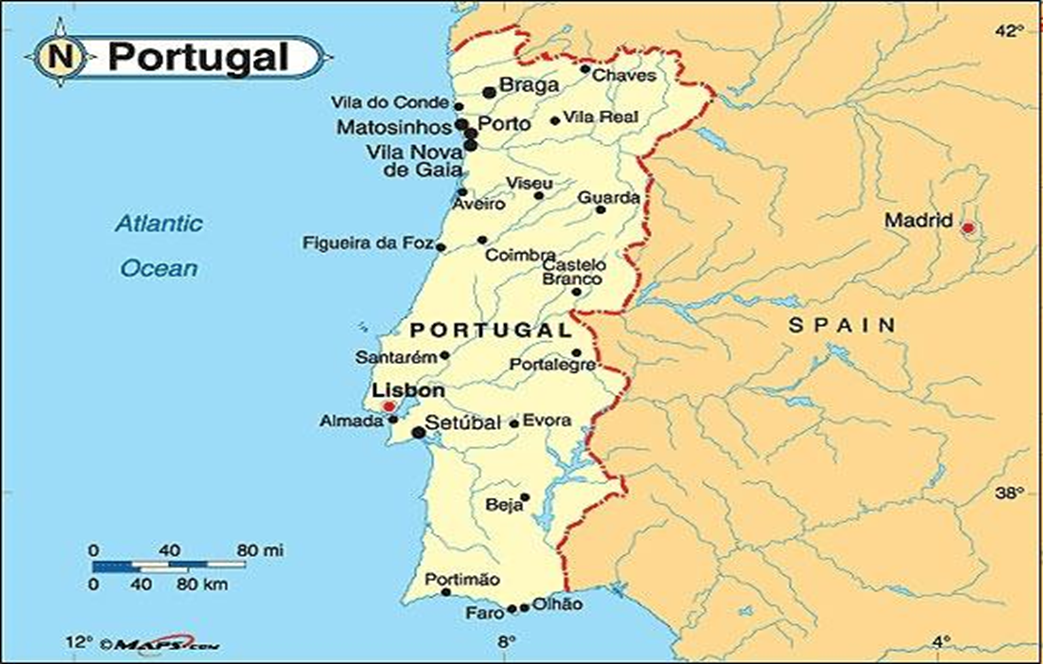 N Portugal
42°
Chaves
Braga
Vila do Conde
Vila Real
Matosinhos
Porto
Vila Nova
de Gaia
Viseu
Guarda
Aveiro
Atlantic
Ocean
Madrid
Figueira da Foz
Coimbra
Castelo
Branco
PORTUGAL
SPAIN
Santarém
Portalegre
Lisbon
Almada
Setúbal
Evora
38°
Beja
0 40 80 mi
0 40 80 km
Portimão
Faro
Olhão
12°
©MAPS.COM
8°
4°